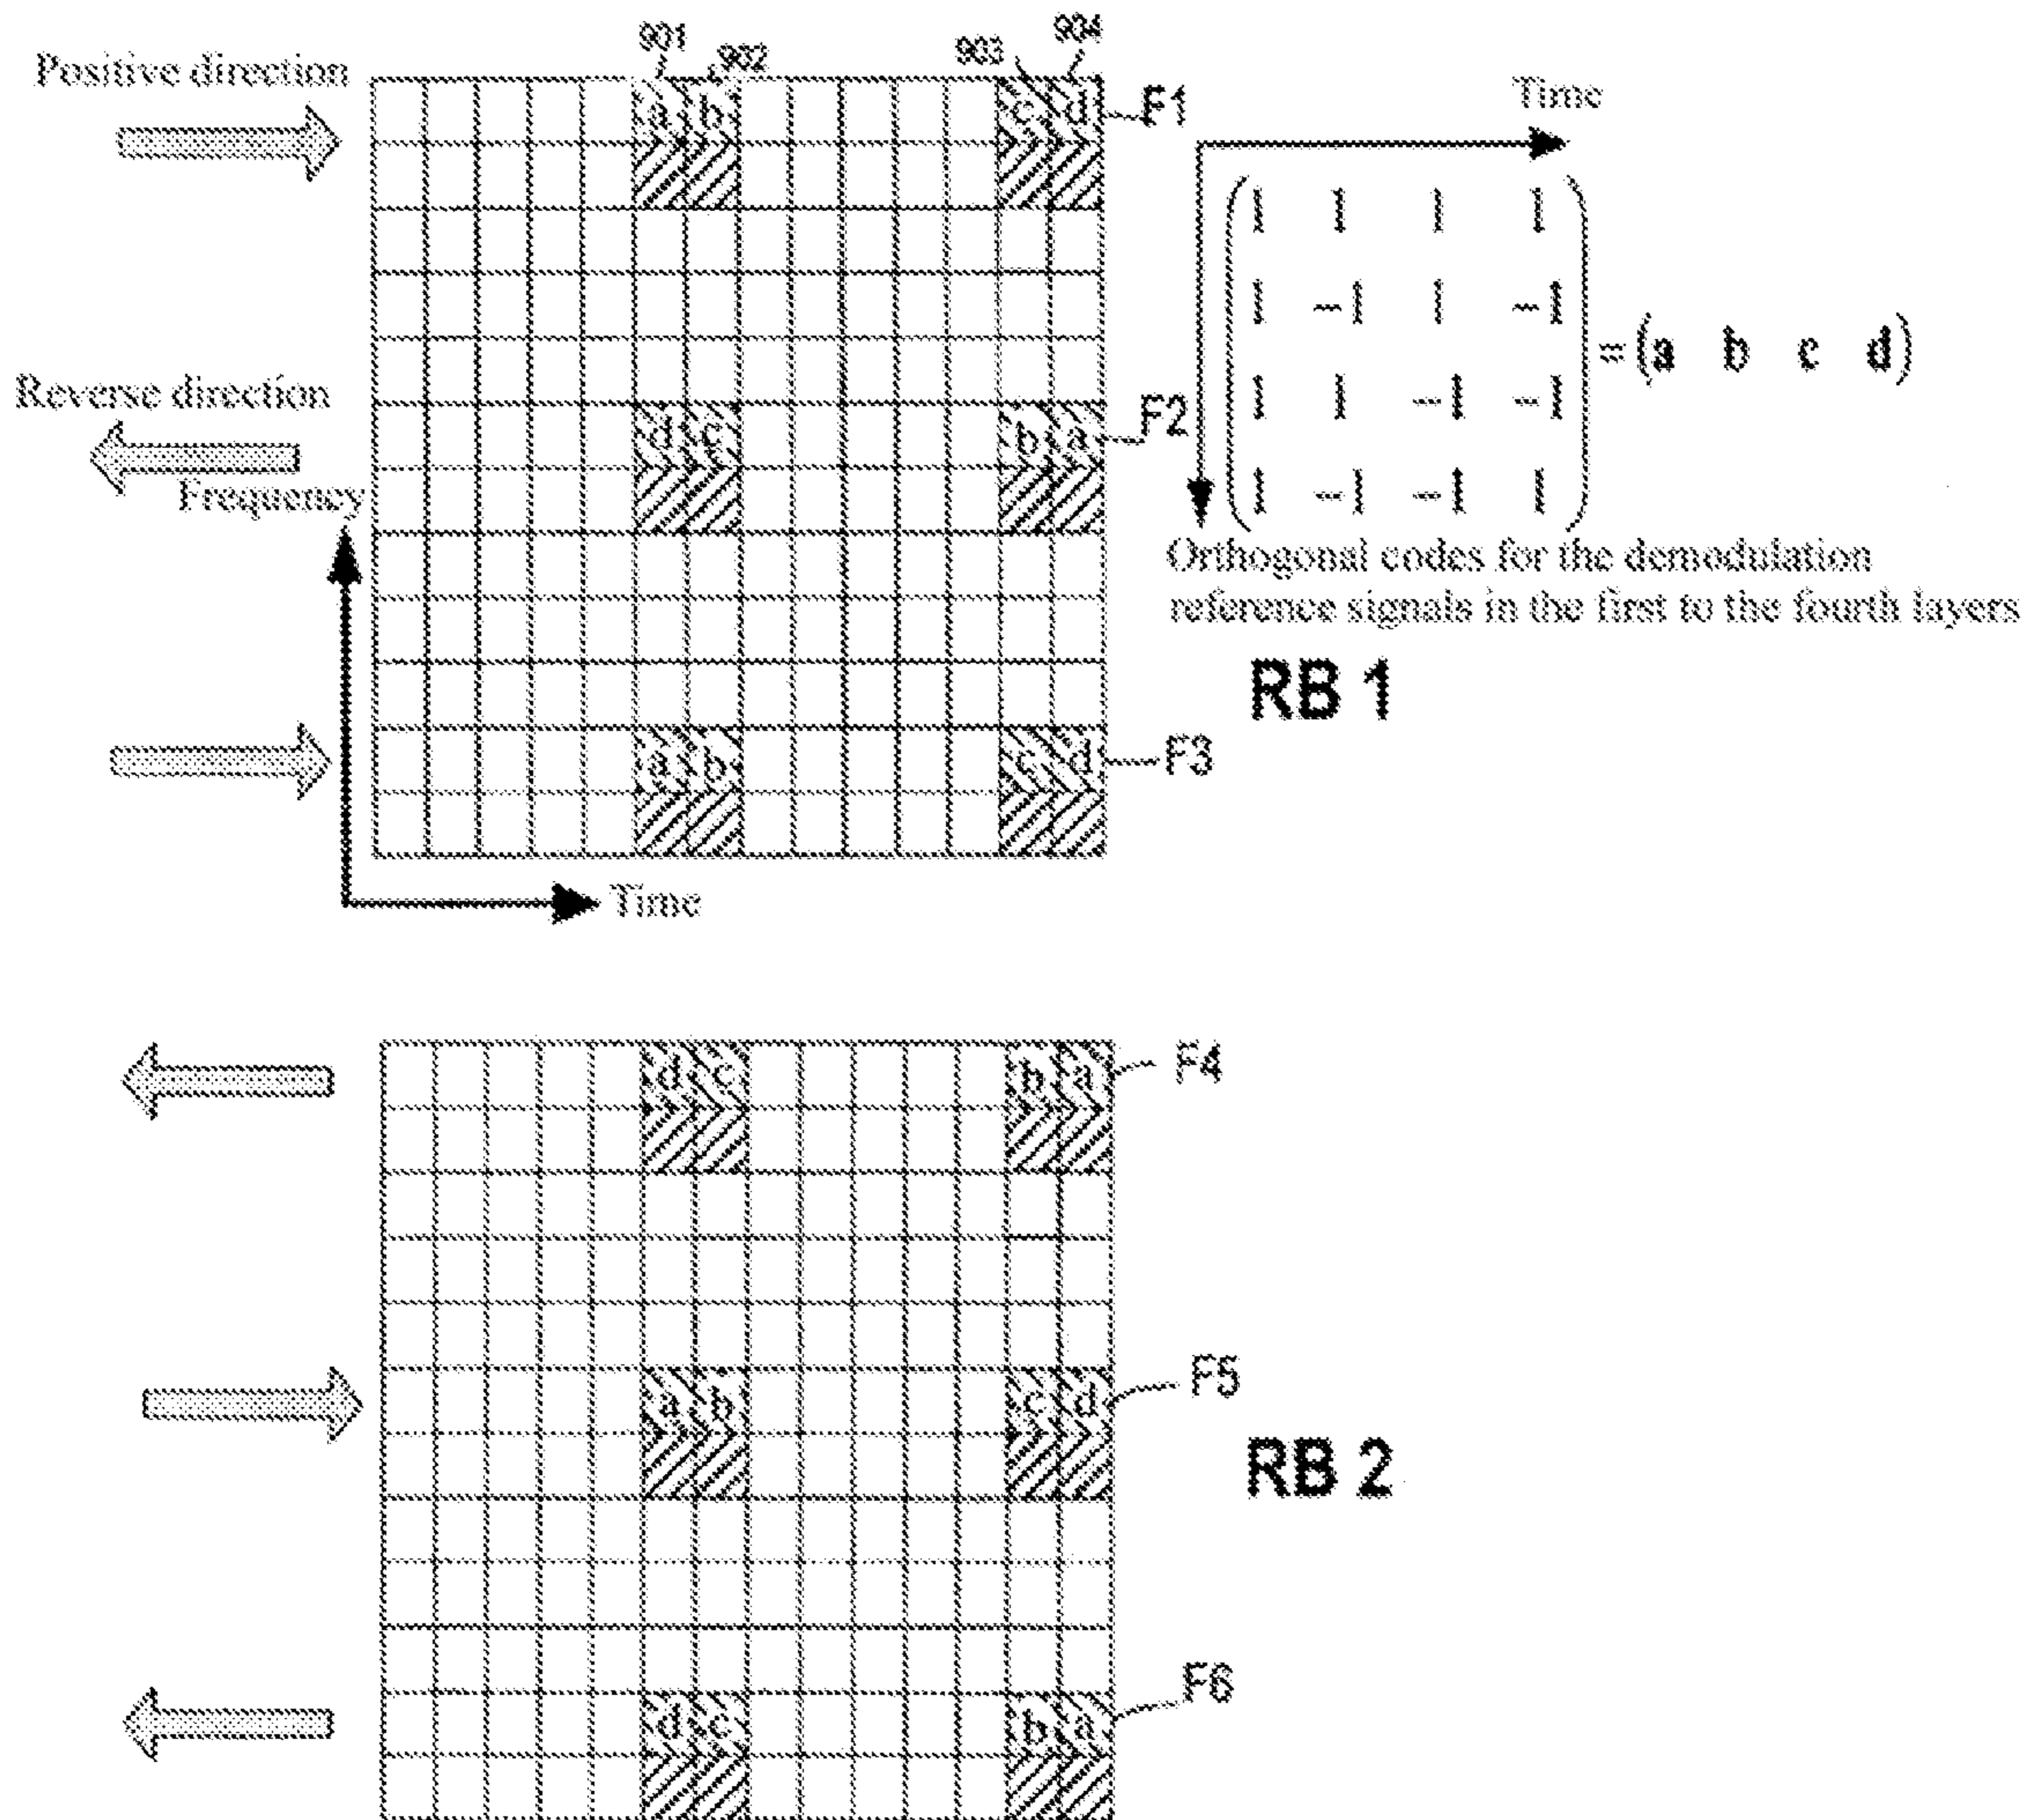 901 902 903 904
Positive direction
a b c d F1
Time
1 1 1 1
1 -1 1 -1
1 1 -1 -1
1 -1 -1 1
= (a b c d)
Reverse direction
d c b a F2
Frequency
Orthogonal codes for the demodulation
reference signals in the first to the fourth layers
RB 1
a b c d F3
Time
d c b a F4
a b c d F5
RB 2
d c b a F6